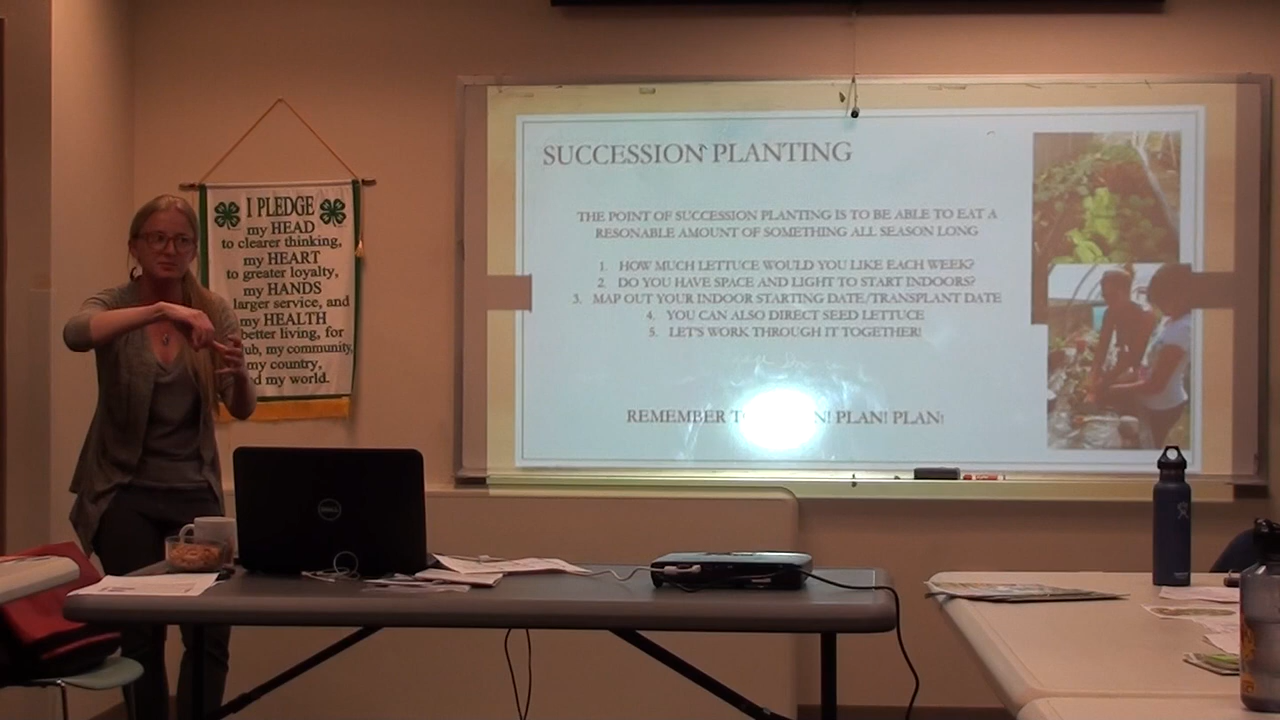 I PLEDGE
my HEAD
to clearer thinking,
my HEART
to greater loyalty,
my HANDS
larger service, and
my HEALTH
better living, for
my community,
my country,
my world.
SUCCESSION PLANTING
THE POINT OF SUCCESSION PLANTING IS TO BE ABLE TO EAT A
RESONABLE AMOUNT OF SOMETHING ALL SEASON LONG
1. HOW MUCH LETTUCE WOULD YOU LIKE EACH WEEK?
2. DO YOU HAVE SPACE AND LIGHT TO START INDOORS?
3. MAP OUT YOUR INDOOR STARTING DATE/TRANSPLANT DATE
4. YOU CAN ALSO DIRECT SEED LETTUCE
5. LET'S WORK THROUGH IT TOGETHER!
REMEMBER PLAN! PLAN!
DELL